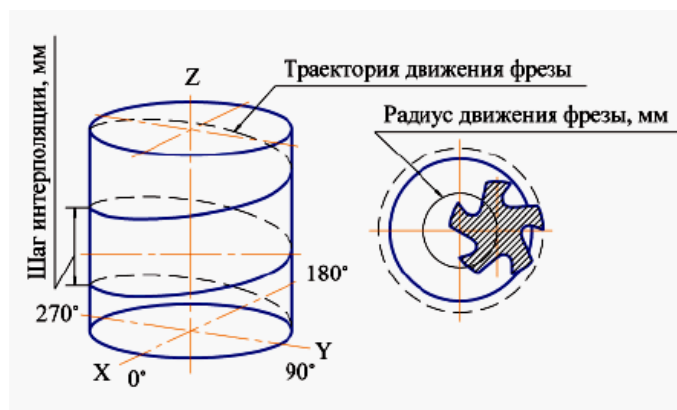 Шаг интерполяции, мм
Z
Траектория движения фрезы
Радиус движения фрезы, мм
180°
270°
X
0°
Y
90°